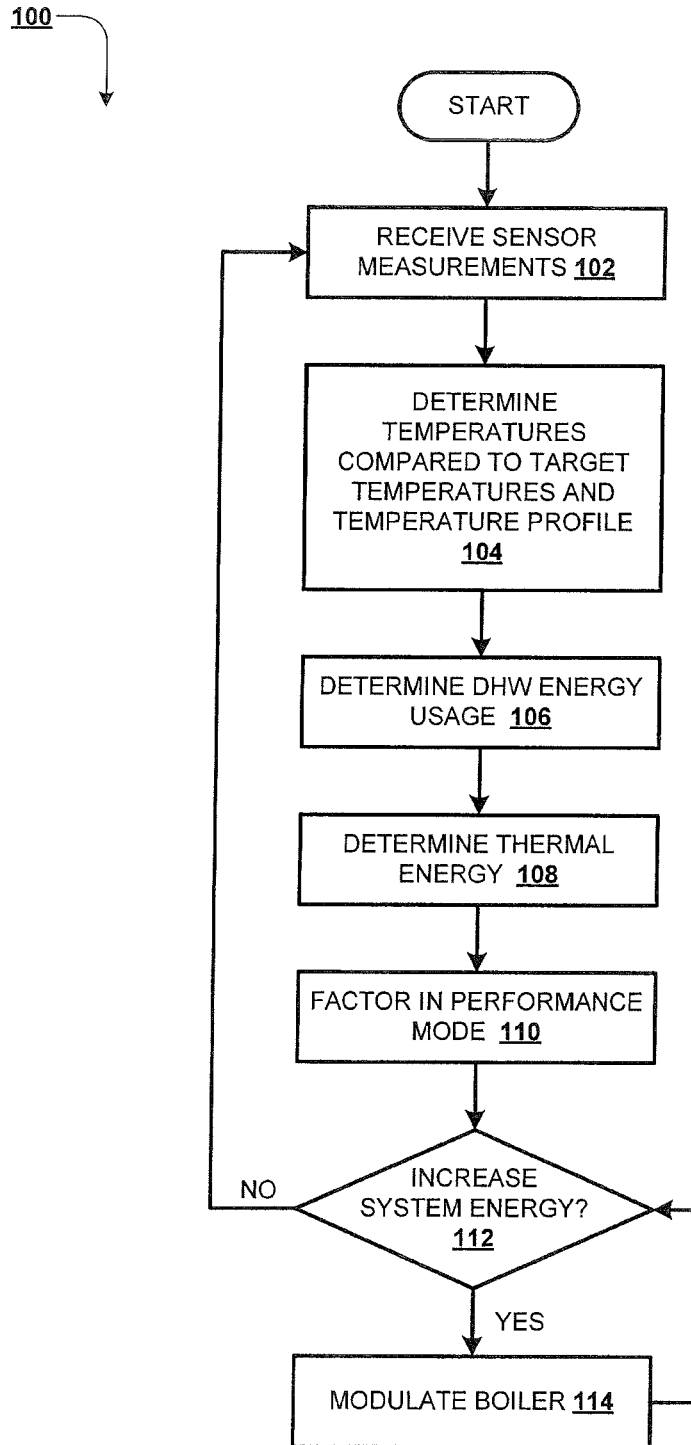 100
START
RECEIVE SENSOR
MEASUREMENTS 102
DETERMINE
TEMPERATURES
COMPARED TO TARGET
TEMPERATURES AND
TEMPERATURE PROFILE
104
DETERMINE DHW ENERGY
USAGE 106
DETERMINE THERMAL
ENERGY 108
FACTOR IN PERFORMANCE
MODE 110
INCREASE
SYSTEM ENERGY?
112
NO
YES
MODULATE BOILER 114